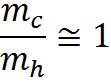 m_c/m_h ≅ 1